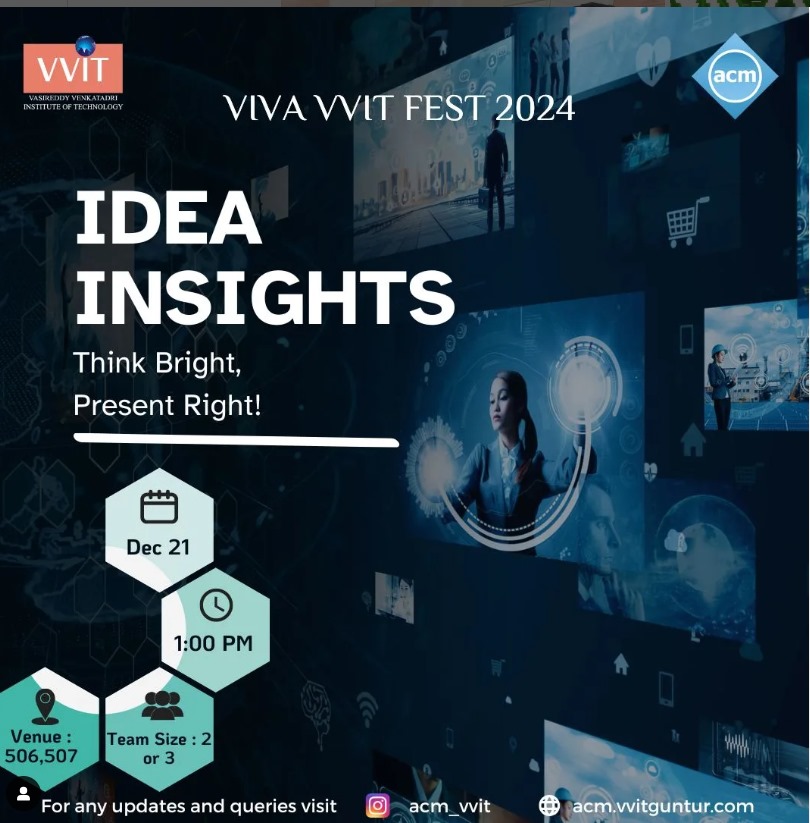 VVIT
VASIREDDY VENKATADRI
INSTITUTE OF TECHNOLOGY
acm
VIVA VVIT FEST 2024
IDEA
INSIGHTS
Think Bright,
Present Right!
Dec 21
1:00 PM
Venue :
506,507
Team Size : 2
or 3
For any updates and queries visit acm_vvit acm.vvitguntur.com